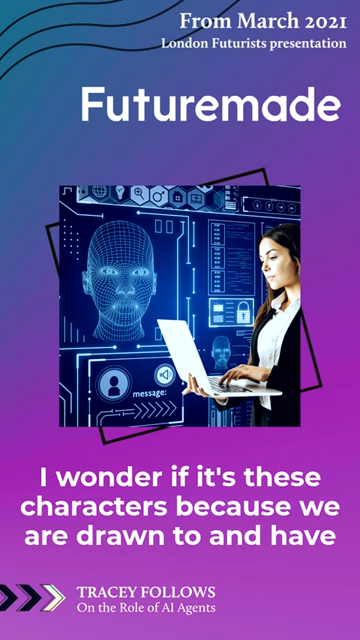 From March 2021
London Futurists presentation
Futuremade
message:
I wonder if it's these
characters because we
are drawn to and have
TRACEY FOLLOWS
On the Role of AI Agents